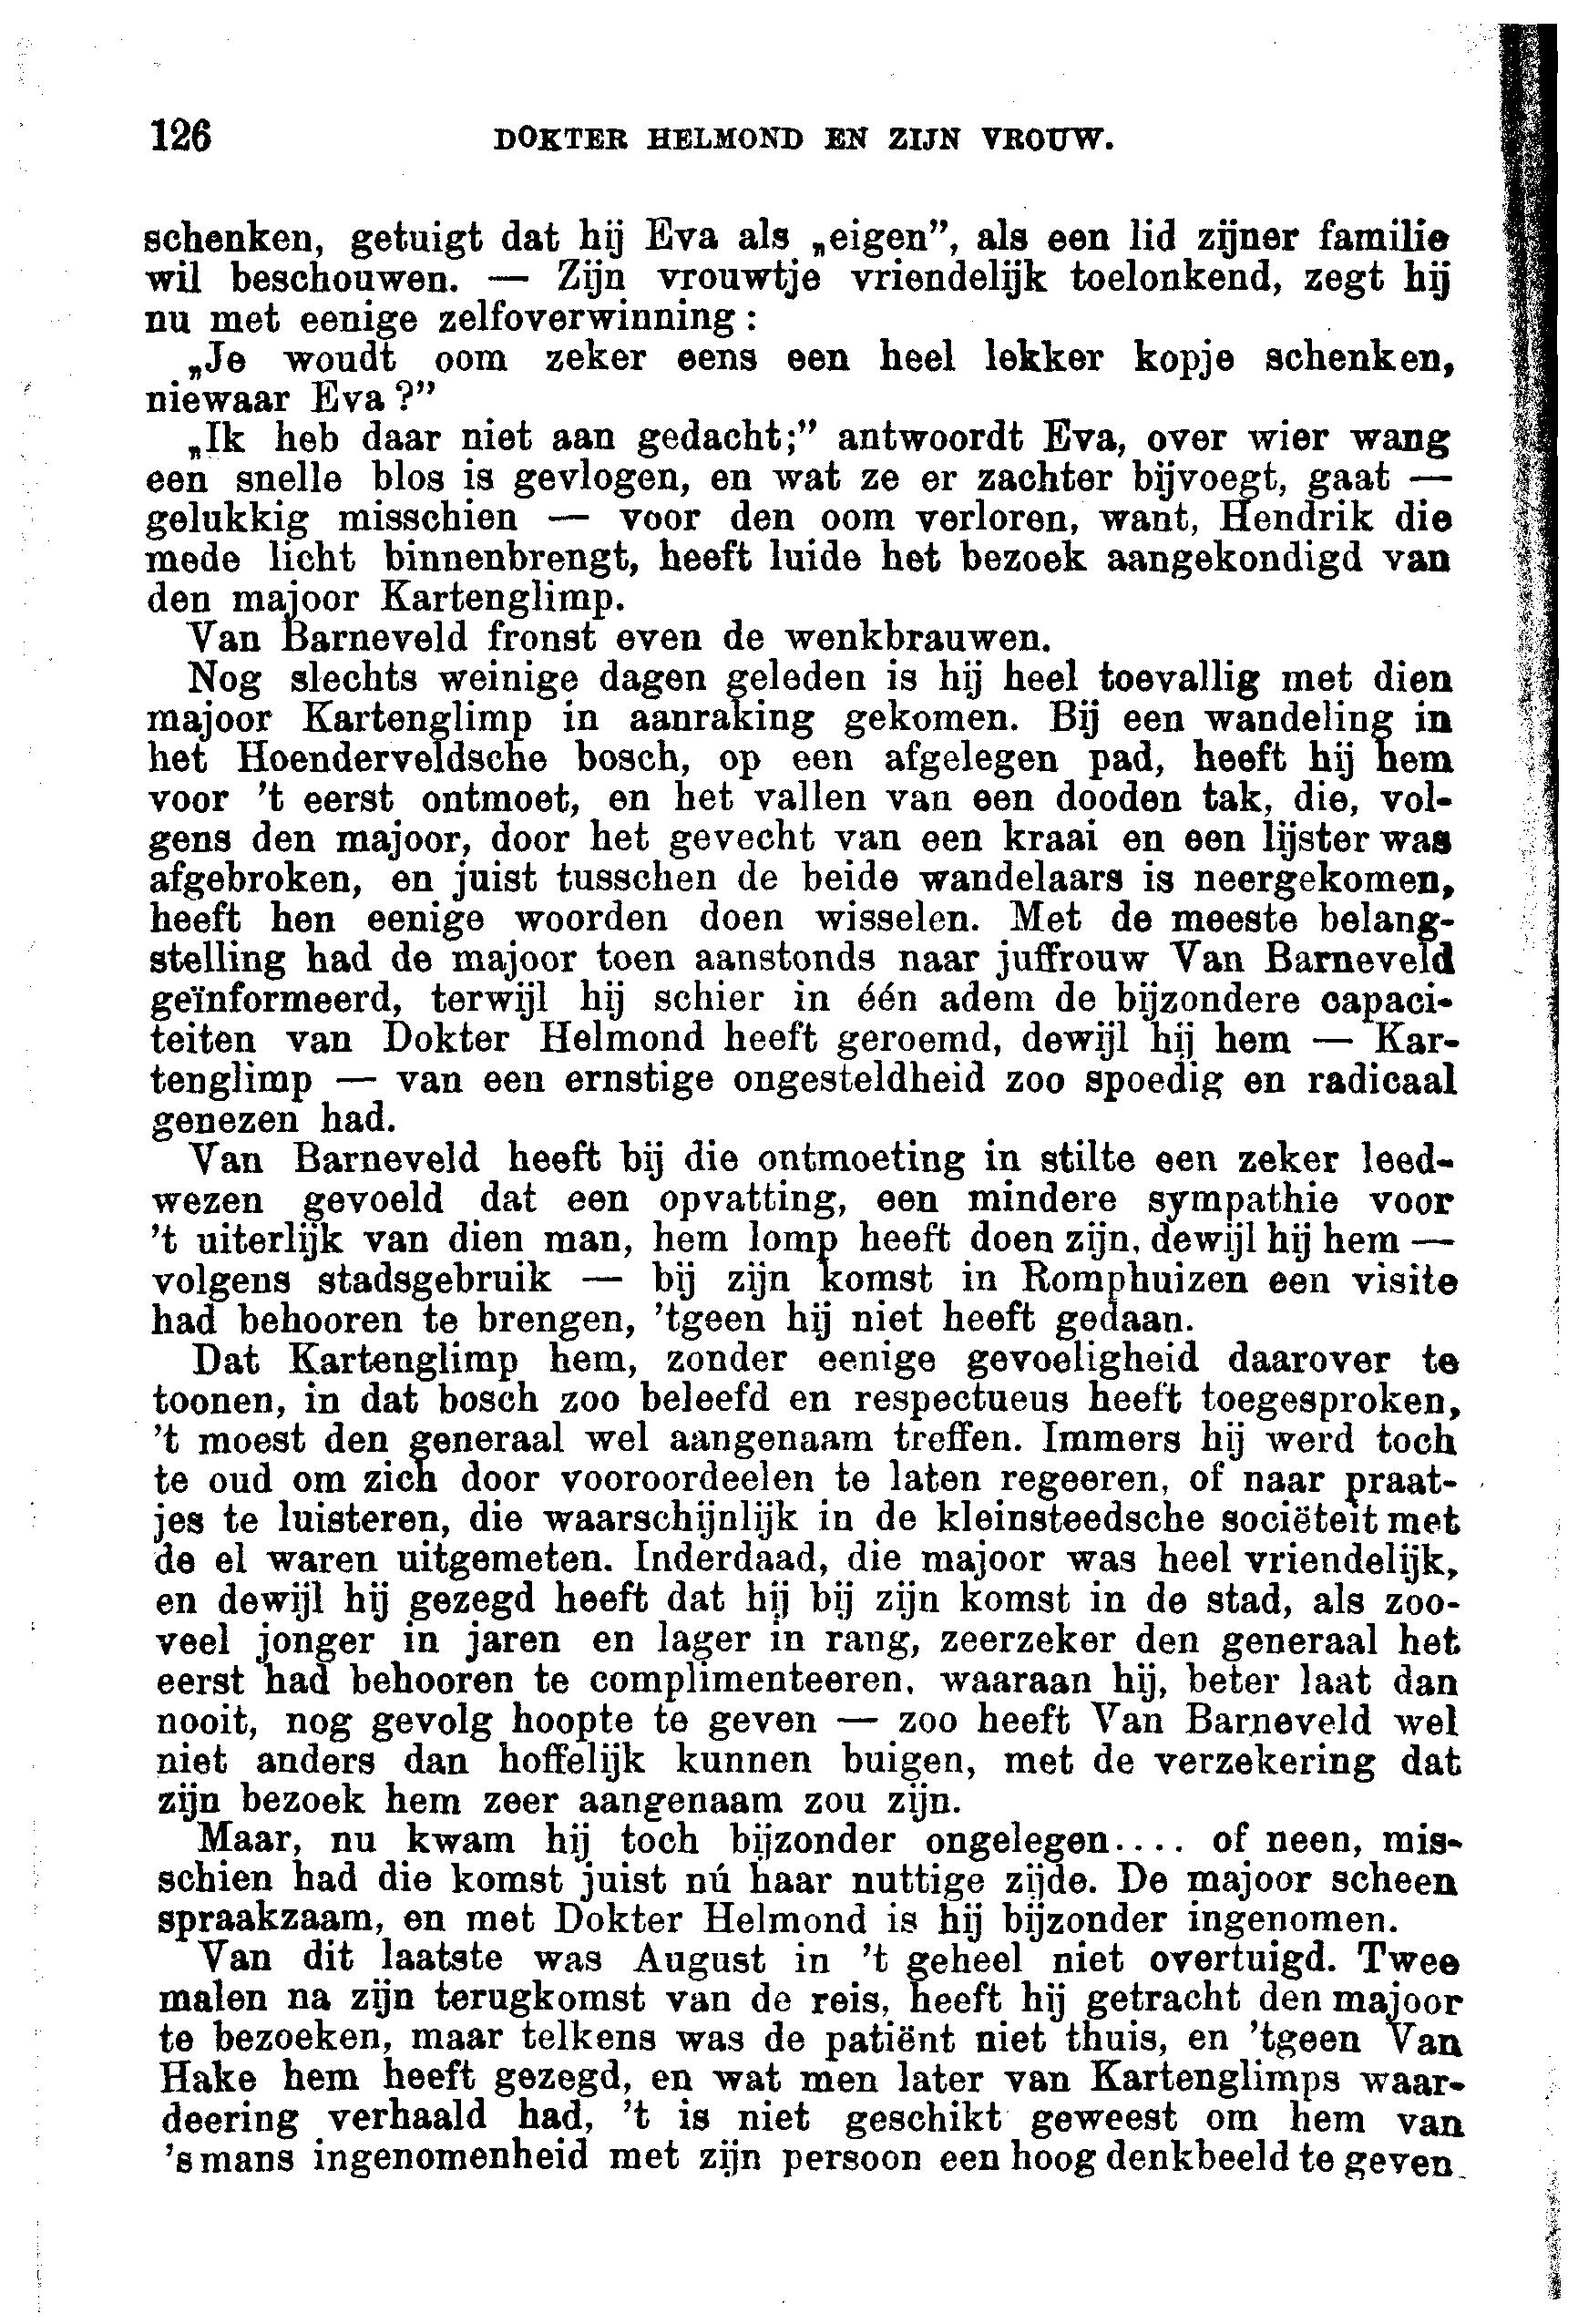 126 DOKTER HELMOND EN ZIJN VROUW.
schenken, getuigt dat hij Eva als „eigen”, als een lid zijner familie
wil beschouwen. — Zijn vrouwtje vriendelijk toelonkend, zegt hij
nu met eenige zelfoverwinning:
„Je woudt oom zeker eens een heel lekker kopje schenken,
niewaar Eva?”
„Ik heb daar niet aan gedacht;” antwoordt Eva, over wier wang
een snelle blos is gevlogen, en wat ze er zachter bijvoegt, gaat —
gelukkig misschien — voor den oom verloren, want, Hendrik die
mede licht binnenbrengt, heeft luide het bezoek aangekondigd van
den majoor Kartenglimp.
Van Barneveld fronst even de wenkbrauwen.
Nog slechts weinige dagen geleden is hij heel toevallig met dien
majoor Kartenglimp in aanraking gekomen. Bij een wandeling in
het Hoenderveldsche bosch, op een afgelegen pad, heeft hij hem
voor 't eerst ontmoet, en het vallen van een dooden tak, die, vol-
gens den majoor, door het gevecht van een kraai en een lijster was
afgebroken, en juist tusschen de beide wandelaars is neergekomen,
heeft hen eenige woorden doen wisselen. Met de meeste belang-
stelling had de majoor toen aanstonds naar juffrouw Van Barneveld
geïnformeerd, terwijl hij schier in één adem de bijzondere capaci-
teiten van Dokter Helmond heeft geroemd, dewijl hij hem — Kar-
tenglimp — van een ernstige ongesteldheid zoo spoedig en radicaal
genezen had.
Van Barneveld heeft bij die ontmoeting in stilte een zeker leed-
wezen gevoeld dat een opvatting, een mindere sympathie voor
't uiterlijk van dien man, hem lomp heeft doen zijn, dewijl hij hem —
volgens stadsgebruik — bij zijn komst in Romphuizen een visite
had behooren te brengen, 'tgeen hij niet heeft gedaan.
Dat Kartenglimp hem, zonder eenige gevoeligheid daarover te
toonen, in dat bosch zoo beleefd en respectueus heeft toegesproken,
't moest den generaal wel aangenaam treffen. Immers hij werd toch
te oud om zich door vooroordeelen te laten regeeren, of naar praat-
jes te luisteren, die waarschijnlijk in de kleinsteedsche sociëteit met
de el waren uitgemeten. Inderdaad, die majoor was heel vriendelijk,
en dewijl hij gezegd heeft dat hij bij zijn komst in de stad, als zoo-
veel jonger in jaren en lager in rang, zeerzeker den generaal het
eerst had behooren te complimenteeren, waaraan hij, beter laat dan
nooit, nog gevolg hoopte te geven — zoo heeft Van Barneveld wel
niet anders dan hoffelijk kunnen buigen, met de verzekering dat
zijn bezoek hem zeer aangenaam zou zijn.
Maar, nu kwam hij toch bijzonder ongelegen.... of neen, mis-
schien had die komst juist nú haar nuttige zijde. De majoor scheen
spraakzaam, en met Dokter Helmond is hij bijzonder ingenomen.
Van dit laatste was August in 't geheel niet overtuigd. Twee
malen na zijn terugkomst van de reis, heeft hij getracht den majoor
te bezoeken, maar telkens was de patiënt niet thuis, en 'tgeen Van
Hake hem heeft gezegd, en wat men later van Kartenglimps waar-
deering verhaald had, 't is niet geschikt geweest om hem van
's mans ingenomenheid met zijn persoon een hoog denkbeeld te geven